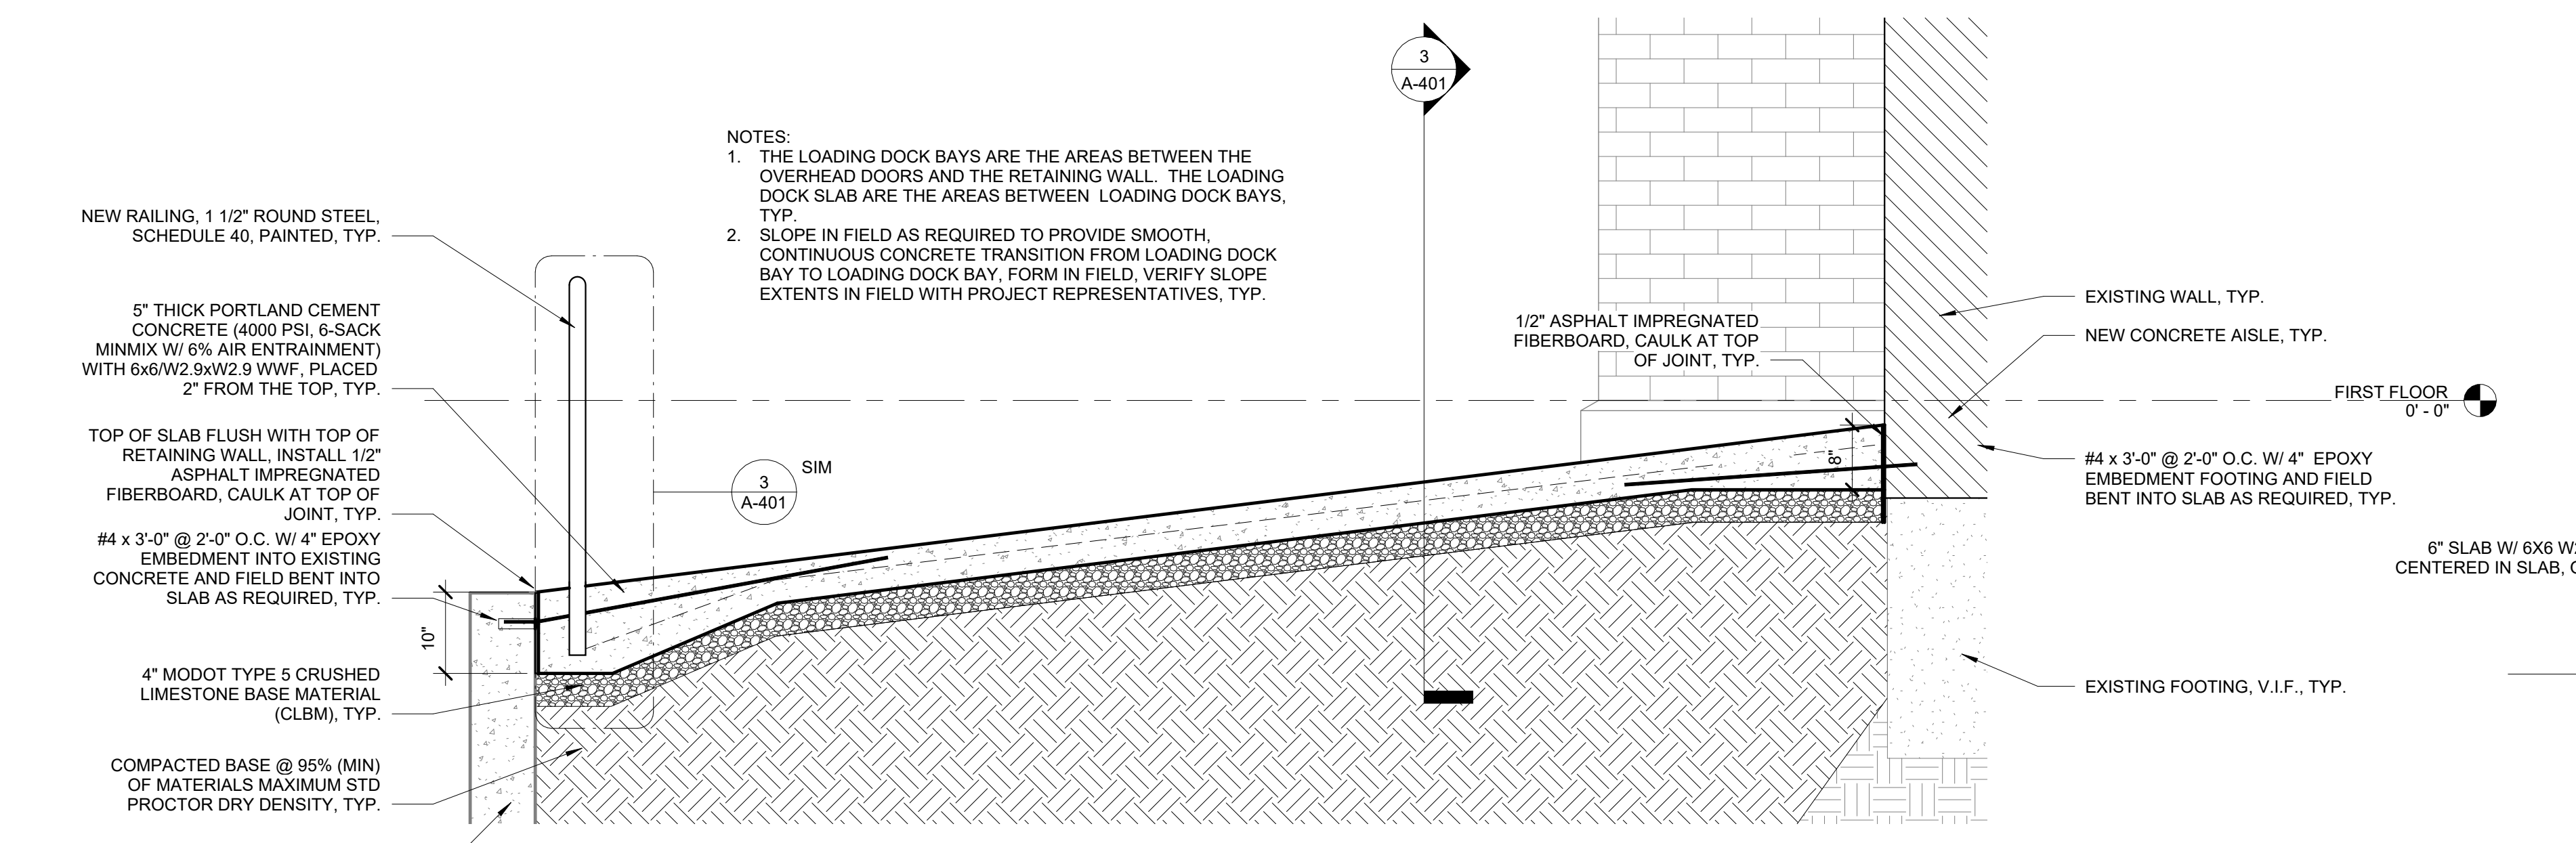 3
A-401
NOTES:
1. THE LOADING DOCK BAYS ARE THE AREAS BETWEEN THE
OVERHEAD DOORS AND THE RETAINING WALL. THE LOADING
DOCK SLAB ARE THE AREAS BETWEEN LOADING DOCK BAYS,
TYP.
2. SLOPE IN FIELD AS REQUIRED TO PROVIDE SMOOTH,
CONTINUOUS CONCRETE TRANSITION FROM LOADING DOCK
BAY TO LOADING DOCK BAY, FORM IN FIELD, VERIFY SLOPE
EXTENTS IN FIELD WITH PROJECT REPRESENTATIVES, TYP.
NEW RAILING, 1 1/2" ROUND STEEL,
SCHEDULE 40, PAINTED, TYP.
5" THICK PORTLAND CEMENT
CONCRETE (4000 PSI, 6-SACK
MINMIX W/ 6% AIR ENTRAINMENT)
WITH 6x6/W2.9xW2.9 WWF, PLACED
2" FROM THE TOP, TYP.
TOP OF SLAB FLUSH WITH TOP OF
RETAINING WALL, INSTALL 1/2"
ASPHALT IMPREGNATED
FIBERBOARD, CAULK AT TOP OF
JOINT, TYP.
#4 x 3'-0" @ 2'-0" O.C. W/ 4" EPOXY
EMBEDMENT INTO EXISTING
CONCRETE AND FIELD BENT INTO
SLAB AS REQUIRED, TYP.
10"
4" MODOT TYPE 5 CRUSHED
LIMESTONE BASE MATERIAL
(CLBM), TYP.
COMPACTED BASE @ 95% (MIN)
OF MATERIALS MAXIMUM STD
PROCTOR DRY DENSITY, TYP.
3
A-401
SIM
1/2" ASPHALT IMPREGNATED
FIBERBOARD, CAULK AT TOP
OF JOINT, TYP.
8"
EXISTING WALL, TYP.
NEW CONCRETE AISLE, TYP.
FIRST FLOOR
0' - 0"
#4 x 3'-0" @ 2'-0" O.C. W/ 4" EPOXY
EMBEDMENT FOOTING AND FIELD
BENT INTO SLAB AS REQUIRED, TYP.
6" SLAB W/ 6X6
CENTERED IN SLAB,
EXISTING FOOTING, V.I.F., TYP.